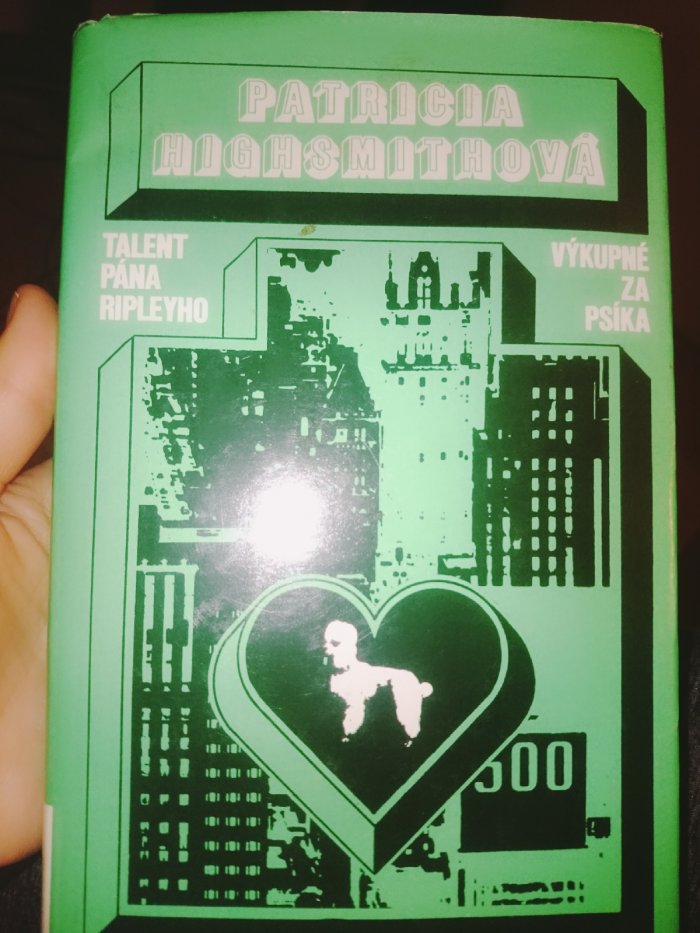 PATRICIA
HIGHSMITHOVÁ
TALENT
PÁNA
RIPLEYHO
VÝKUPNÉ
ZA
PSÍKA
500